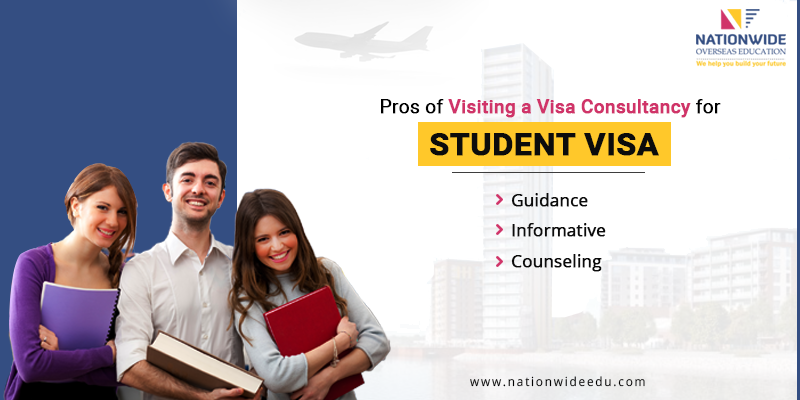 NATIONWIDE
OVERSEAS EDUCATION
We help you build your future
Pros of Visiting a Visa Consultancy for
STUDENT VISA
Guidance
Informative
Counseling
www.nationwideedu.com